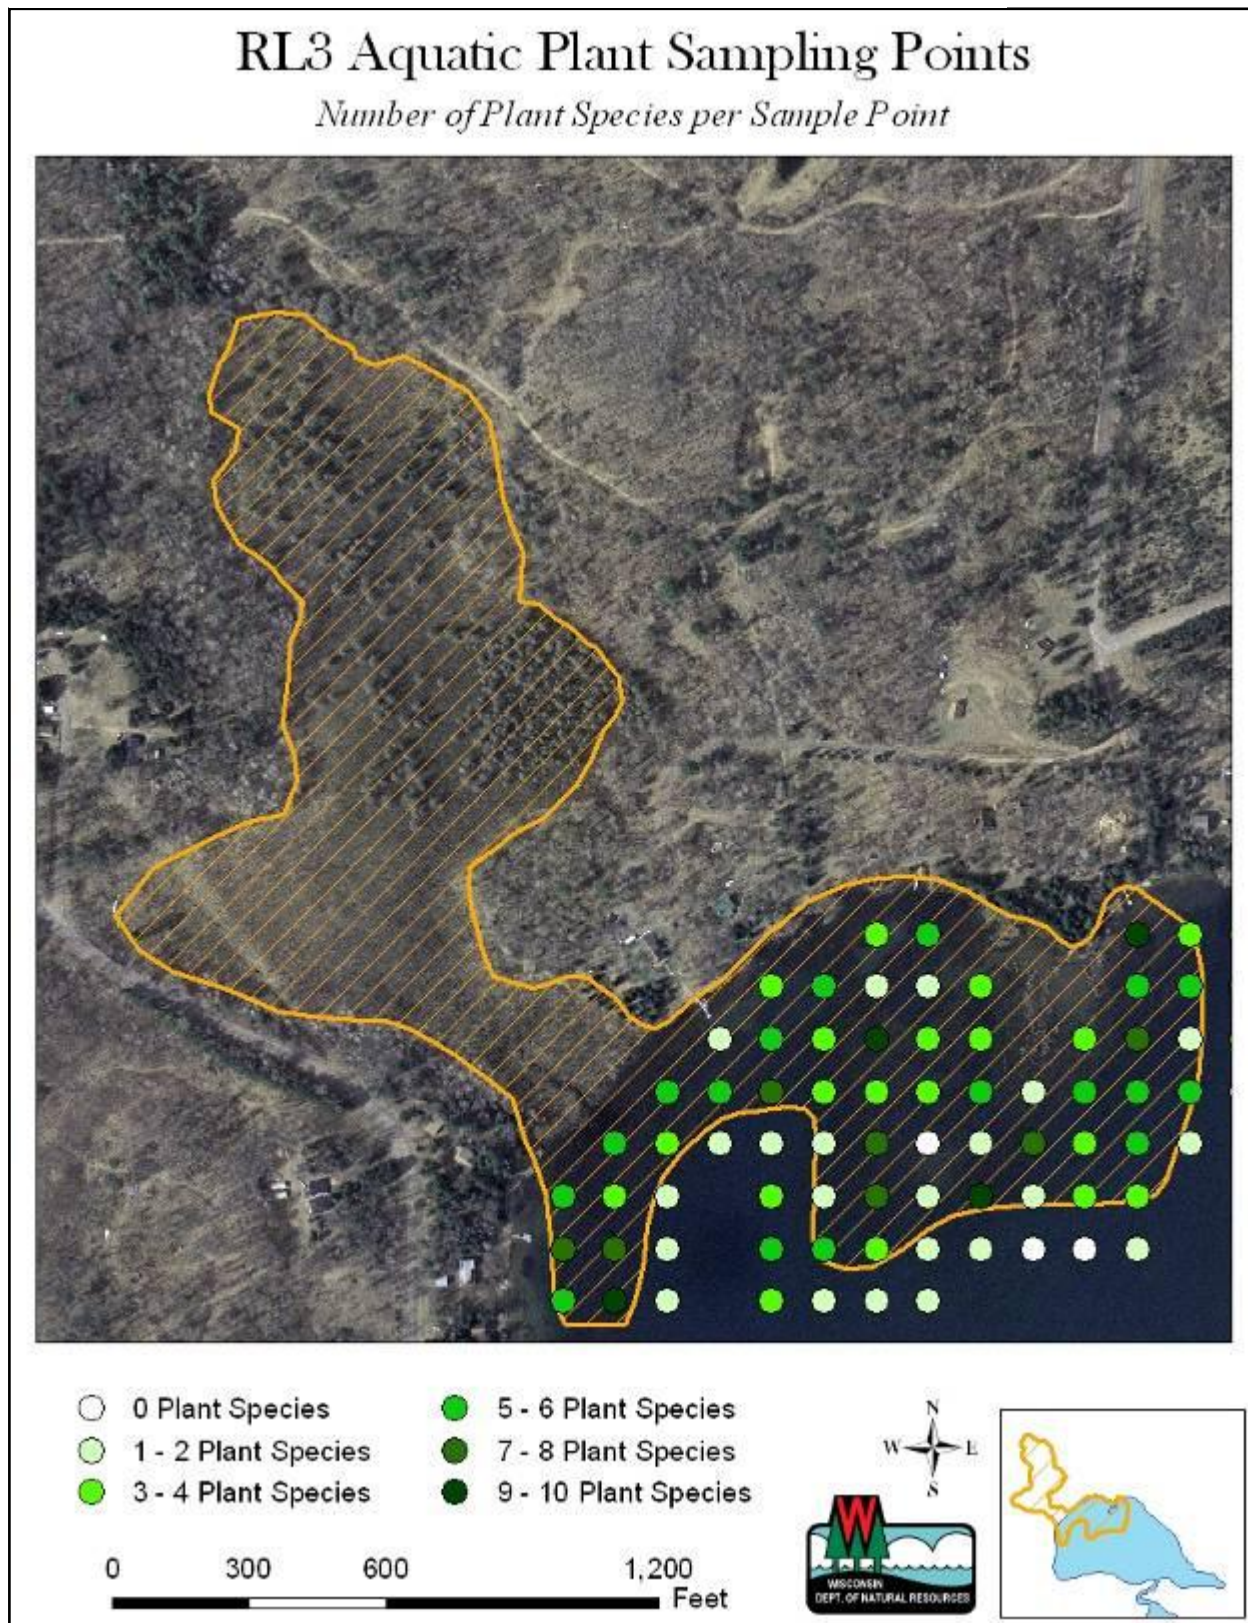 RL3 Aquatic Plant Sampling Points
Number of Plant Species per Sample Point
0 Plant Species
1 - 2 Plant Species
3 - 4 Plant Species
5 - 6 Plant Species
7 - 8 Plant Species
9 - 10 Plant Species
N
W E
S
0 300 600 1,200
Feet
W
WISCONSIN
DEPT. OF NATURAL RESOURCES